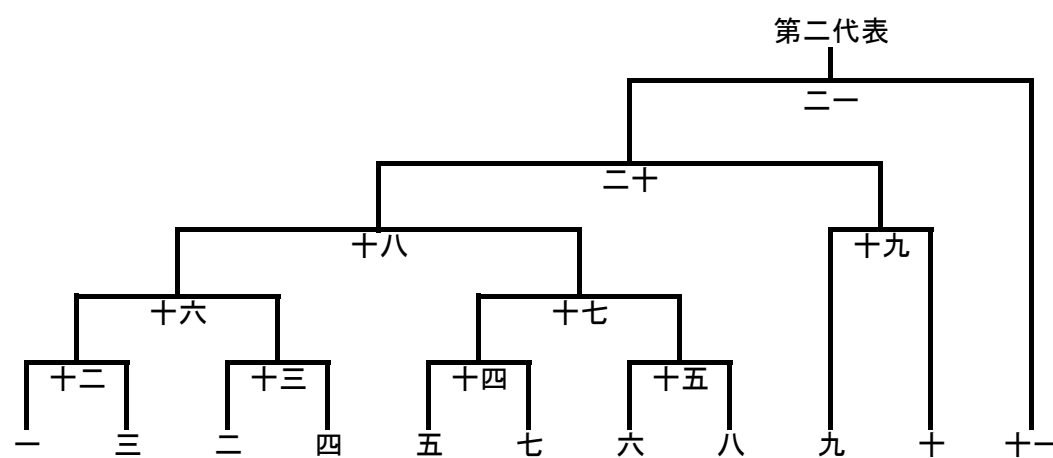 第二代表
二一
二十
十八 十九
十六 十七
十二 十三 十四 十五
一 三 二 四 五 七 六 八 九 十 十一